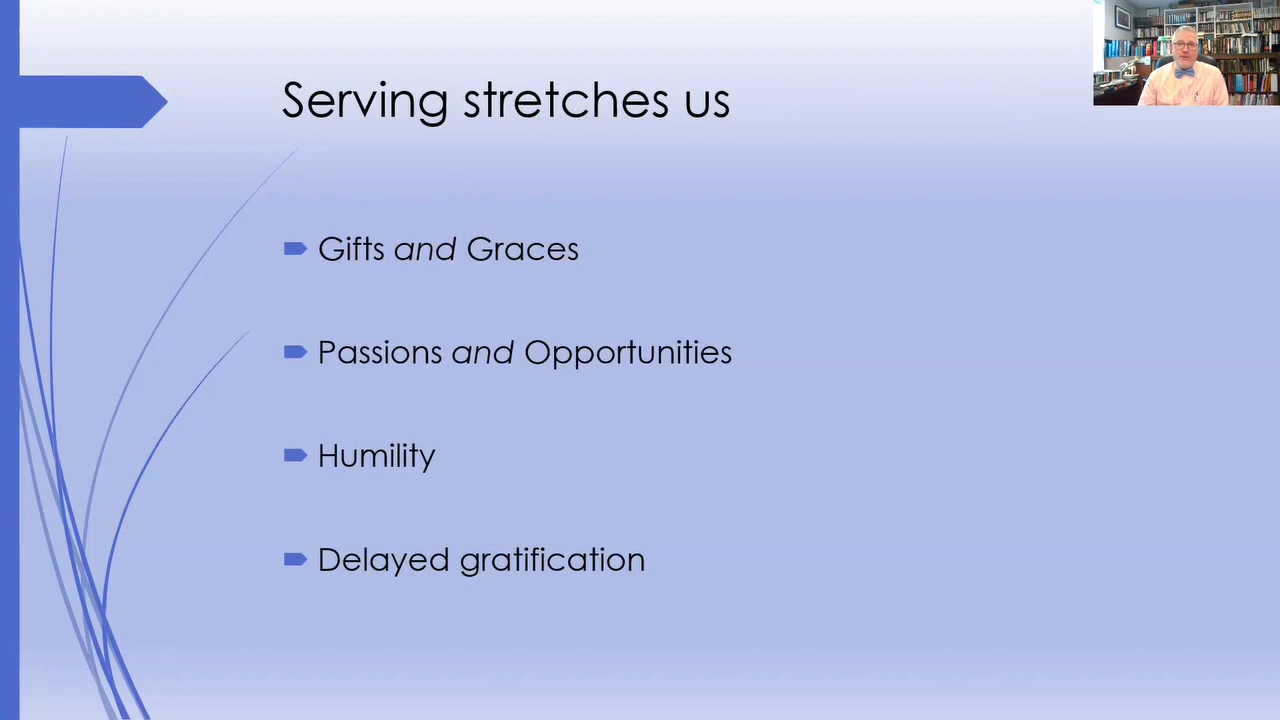 Serving stretches us
Gifts and Graces
Passions and Opportunities
Humility
Delayed gratification